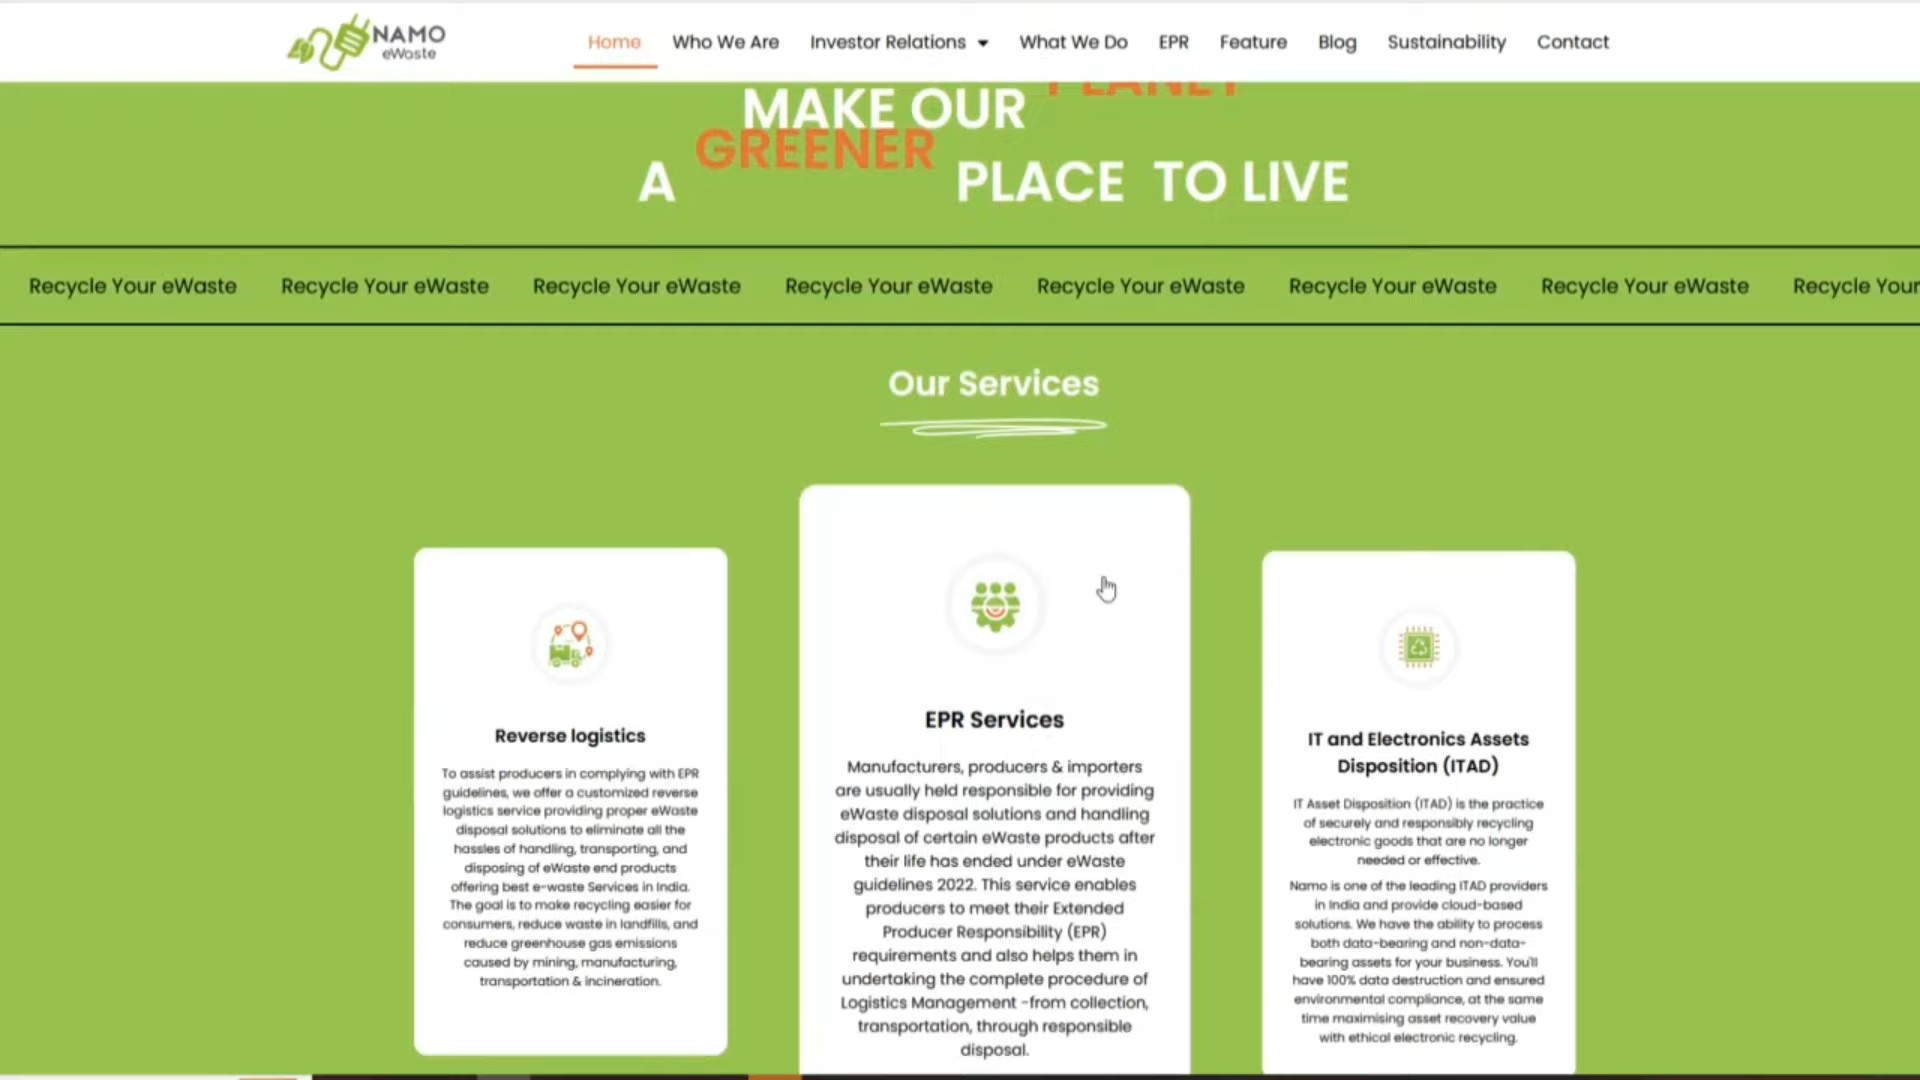 NAMO
eWaste
Home
Who We Are
Investor Relations
What We Do
EPR
Feature
Blog
Sustainability
Contact
PLANET
MAKE OUR
GREENER
A PLACE TO LIVE
Recycle Your eWaste Recycle Your eWaste Recycle Your eWaste Recycle Your eWaste Recycle Your eWaste Recycle Your eWaste Recycle Your eWaste Recycle Your
Our Services
Reverse logistics
To assist producers in complying with EPR
guidelines, we offer a customized reverse
logistics service providing proper eWaste
disposal solutions to eliminate all the
hassles of handling, transporting, and
disposing of eWaste end products
offering best e-waste Services in India.
The goal is to make recycling easier for
consumers, reduce waste in landfills, and
reduce greenhouse gas emissions
caused by mining, manufacturing,
transportation & incineration.
EPR Services
Manufacturers, producers & importers
are usually held responsible for providing
eWaste disposal solutions and handling
disposal of certain eWaste products after
their life has ended under eWaste
guidelines 2022. This service enables
producers to meet their Extended
Producer Responsibility (EPR)
requirements and also helps them in
undertaking the complete procedure of
Logistics Management -from collection,
transportation, through responsible
disposal.
IT and Electronics Assets
Disposition (ITAD)
IT Asset Disposition (ITAD) is the practice
of securely and responsibly recycling
electronic goods that are no longer
needed or effective.
Namo is one of the leading ITAD providers
in India and provide cloud-based
solutions. We have the ability to process
both data-bearing and non-data-
bearing assets for your business. You'll
have 100% data destruction and ensured
environmental compliance, at the same
time maximising asset recovery value
with ethical electronic recycling.